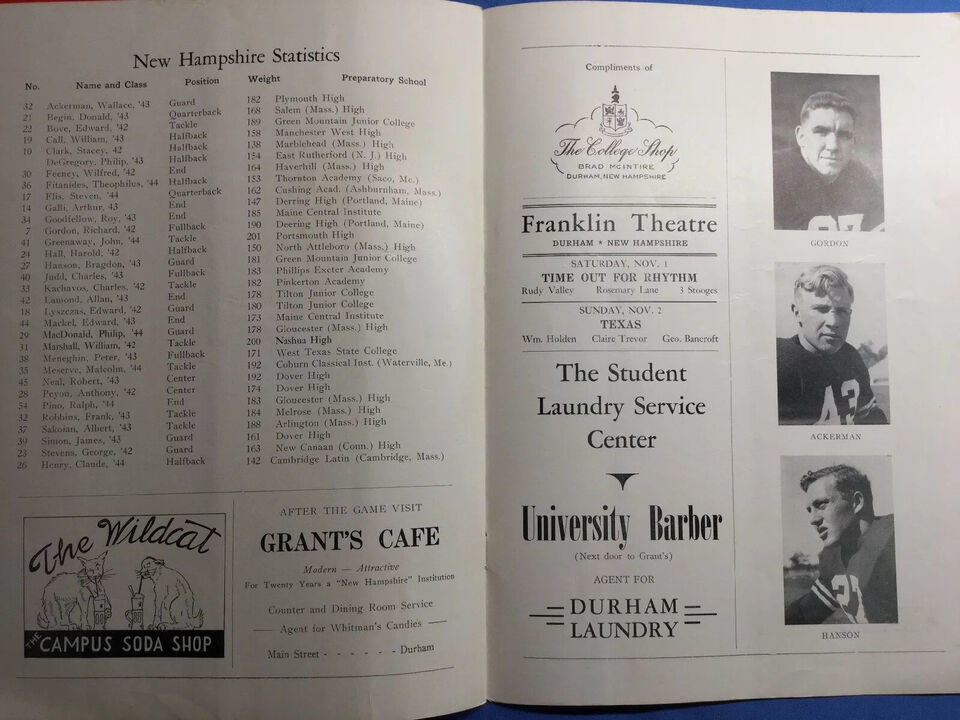 New Hampshire Statistics
No. Name and Class Position Weight Preparatory School
32 Ackerman, Wallace, '43 Guard 182 Plymouth High
21 Begin, Donald, '43 Quarterback 168 Salem (Mass.) High
22 Bove, Edward, '42 Tackle 189 Green Mountain Junior College
19 Call, William, '43 Halfback 158 Manchester West High
10 Clark, Stacey, 42 Halfback 138 Marblehead (Mass.) High
DeGregory, Philip, '43 Halfback 154 East Rutherford (N. J.) High
30 Feeney, Wilfred, '42 End 164 Haverhill (Mass.) High
36 Fitanides, Theophilus, '44 Halfback 153 Thornton Academy (Saco, Me.)
17 Flis, Steven, '44 Quarterback 162 Cushing Acad. (Ashburnham, Mass.)
14 Galli, Arthur, 43 End 147 Derring High (Portland, Maine)
34 Goodfellow, Roy, '43 End 185 Maine Central Institute
7 Gordon, Richard, '42 Fullback 190 Deering High (Portland, Maine)
41 Greenaway, John, '44 Tackle 201 Portsmouth High
24 Hall, Harold, '42 Halfback 150 North Attleboro (Mass.) High
27 Hanson, Bragdon, '43 Guard 181 Green Mountain Junior College
40 Judd, Charles, '43 Fullback 183 Phillips Exeter Academy
33 Kachavos, Charles, '42 Tackle 182 Pinkerton Academy
42 Lamond, Allan, '43 End 178 Tilton Junior College
18 Lyszczas, Edward, '42 Guard 180 Tilton Junior College
44 Mackel, Edward, '43 End 173 Maine Central Institute
29 MacDonald, Philip, '44 Guard 178 Gloucester (Mass.) High
31 Marshall, William, '42 Tackle 200 Nashua High
38 Meneghin, Peter, '43 Fullback 171 West Texas State College
35 Meserve, Malcolm, '44 Tackle 192 Coburn Classical Inst. (Waterville, Me.)
45 Neal, Robert, '43 Center 192 Dover High
28 Peyon, Anthony, '42 Center 174 Dover High
54 Pino, Ralph, '44 End 183 Gloucester (Mass.) High
32 Robbins, Frank, '43 Tackle 184 Melrose (Mass.) High
37 Sakoian, Albert, '43 Tackle 188 Arlington (Mass.) High
39 Simon, James, '43 Guard 161 Dover High
23 Stevens, George, '42 Guard 163 New Canaan (Conn.) High
26 Henry, Claude, '44 Halfback 142 Cambridge Latin (Cambridge, Mass.)
The Wildcat
THE CAMPUS SODA SHOP
AFTER THE GAME VISIT
GRANT'S CAFE
Modern — Attractive
For Twenty Years a "New Hampshire" Institution
Counter and Dining Room Service
Agent for Whitman's Candies
Main Street - - - - - - Durham
Compliments of
The College Shop
BRAD MCINTIRE
DURHAM, NEW HAMPSHIRE
Franklin Theatre
DURHAM * NEW HAMPSHIRE
SATURDAY, NOV. 1
TIME OUT FOR RHYTHM
Rudy Valley Rosemary Lane 3 Stooges
SUNDAY, NOV. 2
TEXAS
Wm. Holden Claire Trevor Geo. Bancroft
The Student
Laundry Service
Center
University Barber
(Next door to Grant's)
AGENT FOR
DURHAM
LAUNDRY
GORDON
43
ACKERMAN
HANSON